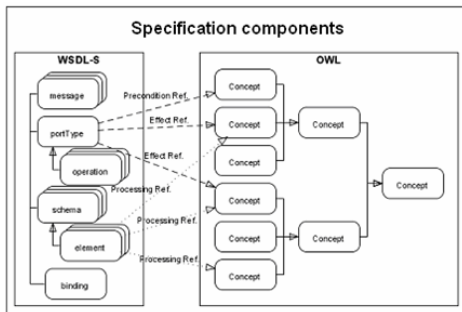 Specification components
WSDL-S
OWL
message
portType
operation
schema
element
binding
Precondition Ref.
Effect Ref.
Effect Ref.
Processing Ref.
Processing Ref.
Processing Ref.
Concept
Concept
Concept
Concept
Concept
Concept
Concept
Concept
Concept